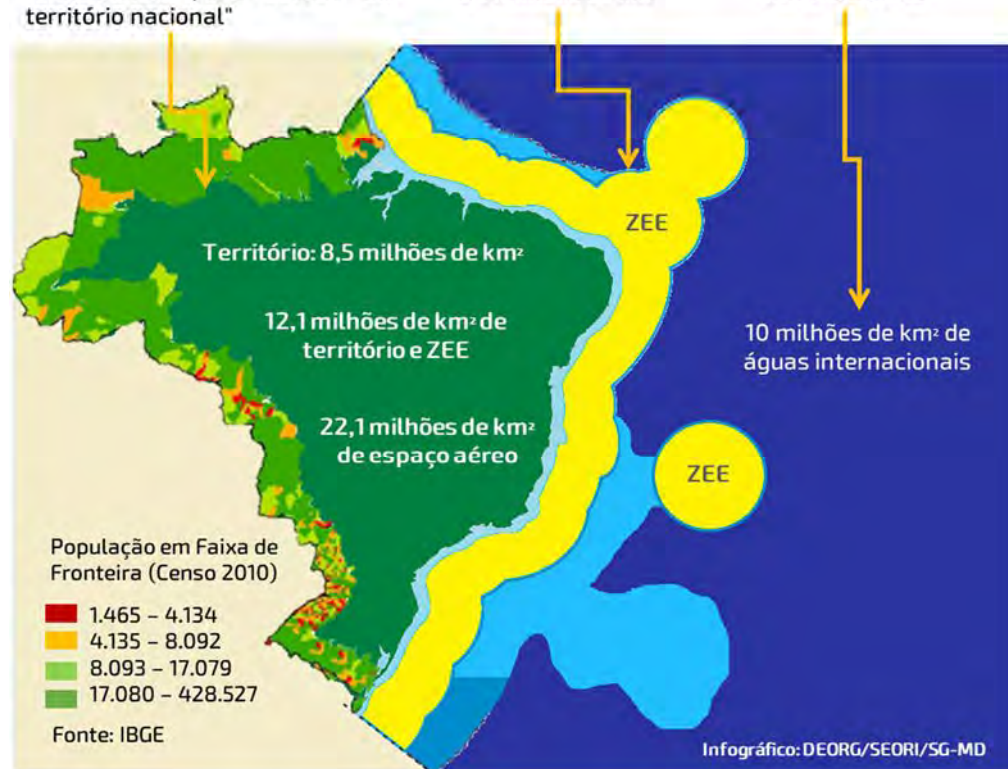 território nacional"
ZEE
Território: 8,5 milhões de km²
12,1 milhões de km² de
território e ZEE
10 milhões de km² de
águas internacionais
22,1 milhões de km²
de espaço aéreo
ZEE
População em Faixa de
Fronteira (Censo 2010)
1.465 – 4.134
4.135 – 8.092
8.093 – 17.079
17.080 – 428.527
Fonte: IBGE
Infográfico: DEORG/SEORI/SG-MD